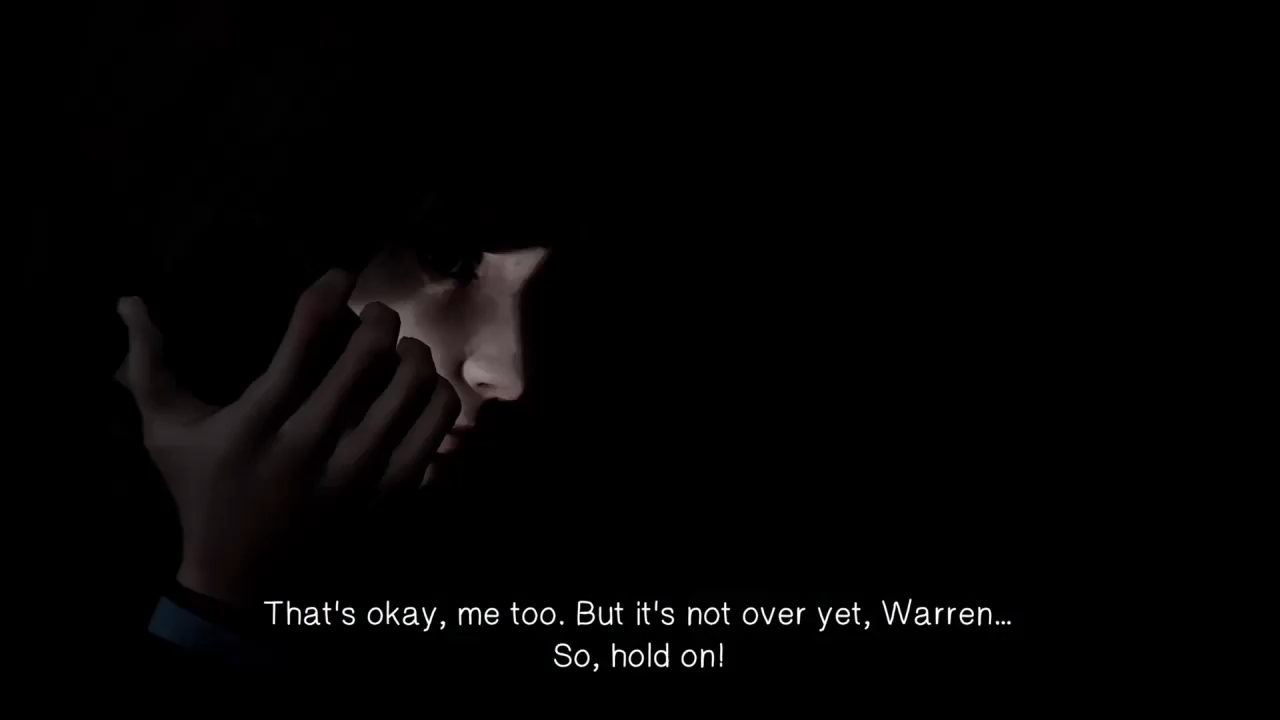 That's okay, me too. But it's not over yet, Warren...
So, hold on!